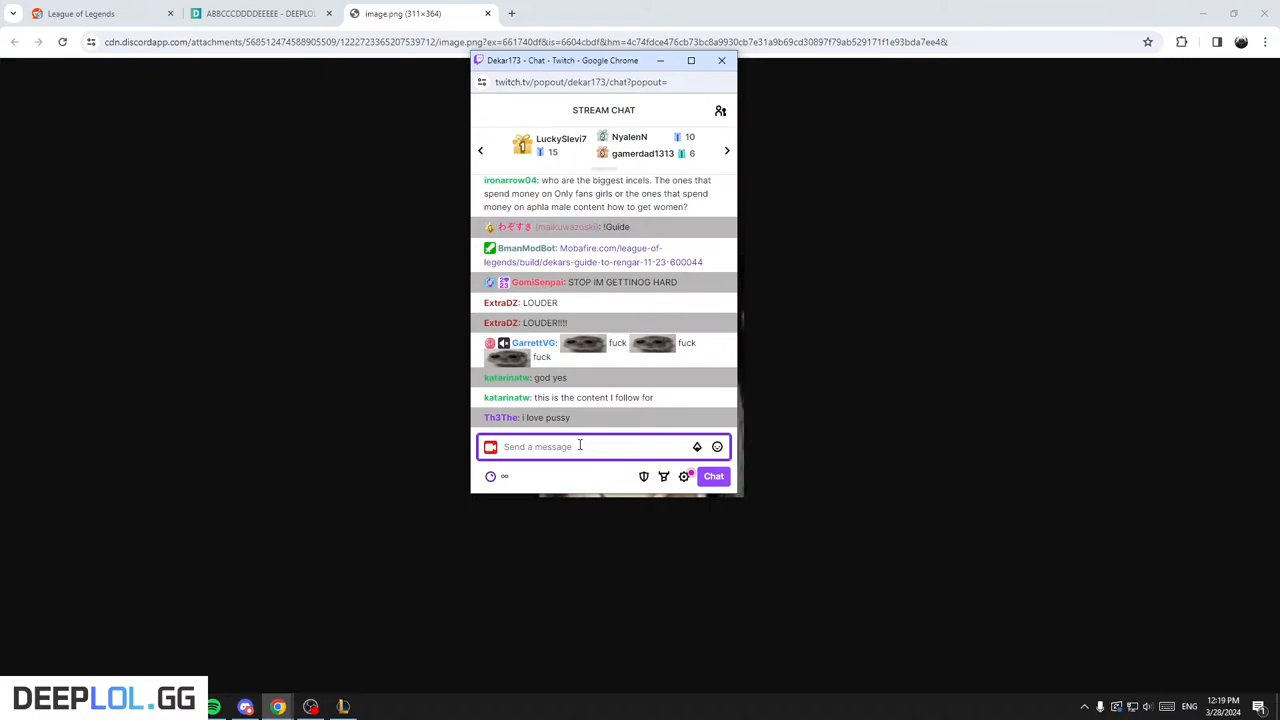 League of Legends
ABBCCCDDDDEEEEE - DEEPLOL
image.png (311×364)
cdn.discordapp.com/attachments/568512474588905509/1222723365207539712/image.png?ex=661740df&is=6604cbdf&hm=4c74fdce476cb73bc8a9930cb7e31a9b69cd30897f79ab529171f1e93hda7ee4&
Dekar173 - Chat - Twitch - Google Chrome
twitch.tv/popout/dekar173/chat?popout=
STREAM CHAT
1 LuckySlevi7 15
NyalenN 10
gamerdad1313 6
ironarrow04: who are the biggest incels. The ones that
spend money on Only fans girls or the ones that spend
money on aphla male content how to get women?
わぞすき (maikuwazoski): !Guide
BmanModBot: Mobafire.com/league-of-
legends/build/dekars-guide-to-rengar-11-23-600044
GomiSenpai: STOP IM GETTINOG HARD
ExtraDZ: LOUDER
ExtraDZ: LOUDER!!!!
GarrettVG: fuck fuck
fuck
katarinatw: god yes
katarinatw: this is the content I follow for
Th3The: i love pussy
Send a message
Chat
DEEPLOL.GG
ENG
12:19 PM
3/28/2024
1